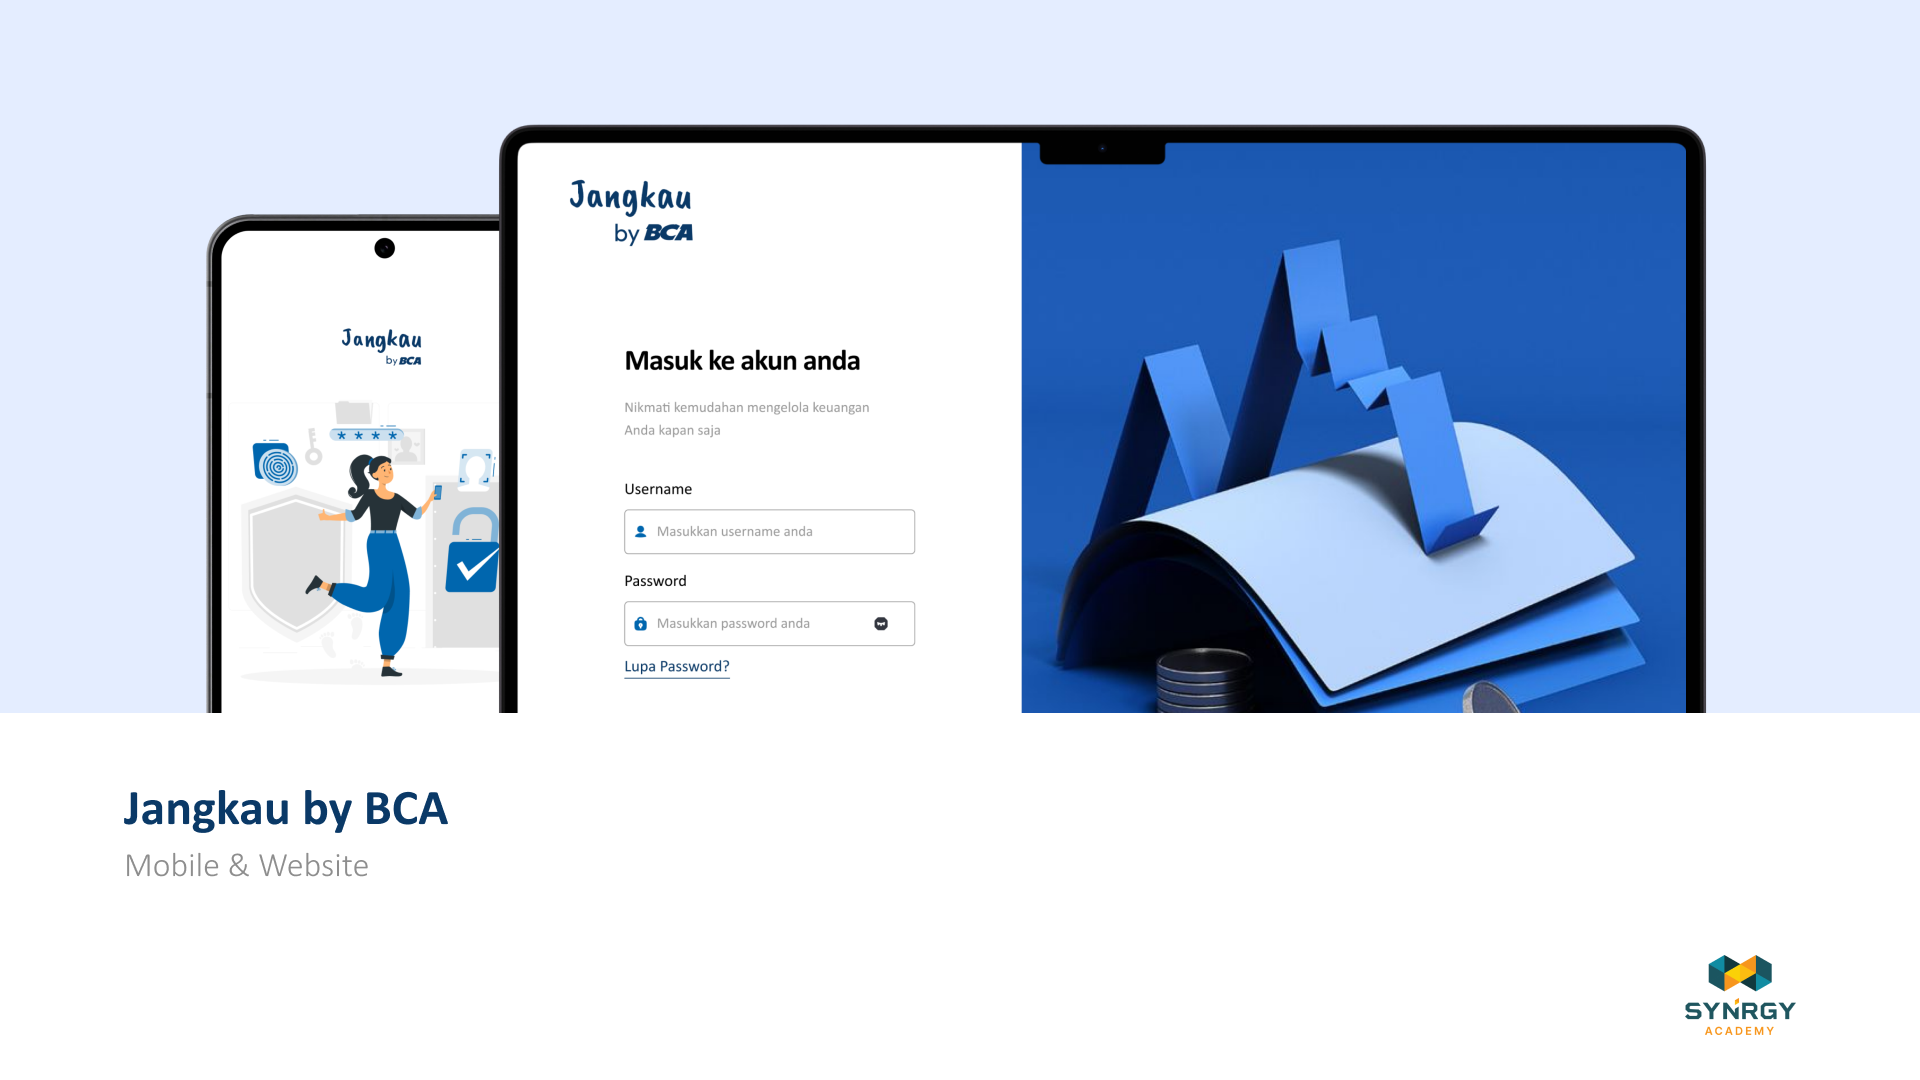 Jangkau
by BCA
* * * *
Jangkau
by BCA
Masuk ke akun anda
Nikmati kemudahan mengelola keuangan
Anda kapan saja
Username
Masukkan username anda
Password
Masukkan password anda
Lupa Password?
Jangkau by BCA
Mobile & Website
SYNRGY
ACADEMY